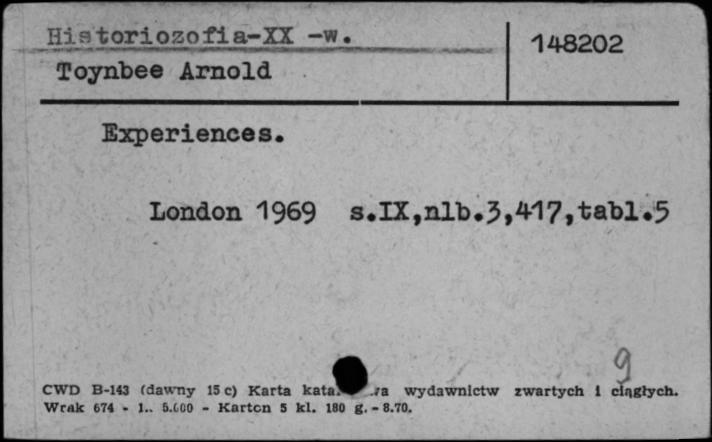 Historiozofia-XX -w.
148202
Toynbee Arnold
Experiences.
London 1969 s.IX,nlb.3,417,tabl.5
9
CWD B-143 (dawny 15 c) Karta wydawnictw zwartych i ciągłych.
Wrak 674 - 1.. 5.000 - Karton 5 kl. 180 g. - 8.70.